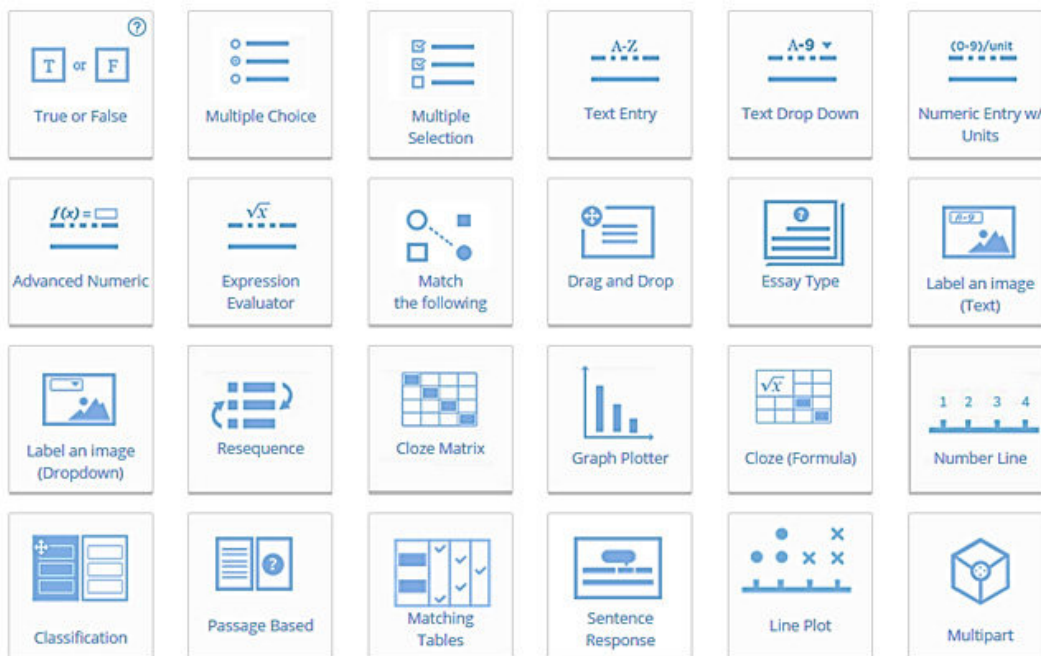 ?
T or F
True or False
Multiple Choice
Multiple
Selection
A-Z
Text Entry
A-9
Text Drop Down
(0-9)/unit
Numeric Entry w/
Units
f(x) =
Advanced Numeric
√x
Expression
Evaluator
Match
the following
Drag and Drop
?
Essay Type
A-9
Label an image
(Text)
Label an image
(Dropdown)
Resequence
Cloze Matrix
Graph Plotter
√x
Cloze (Formula)
1 2 3 4
Number Line
Classification
?
Passage Based
Matching
Tables
Sentence
Response
Line Plot
Multipart